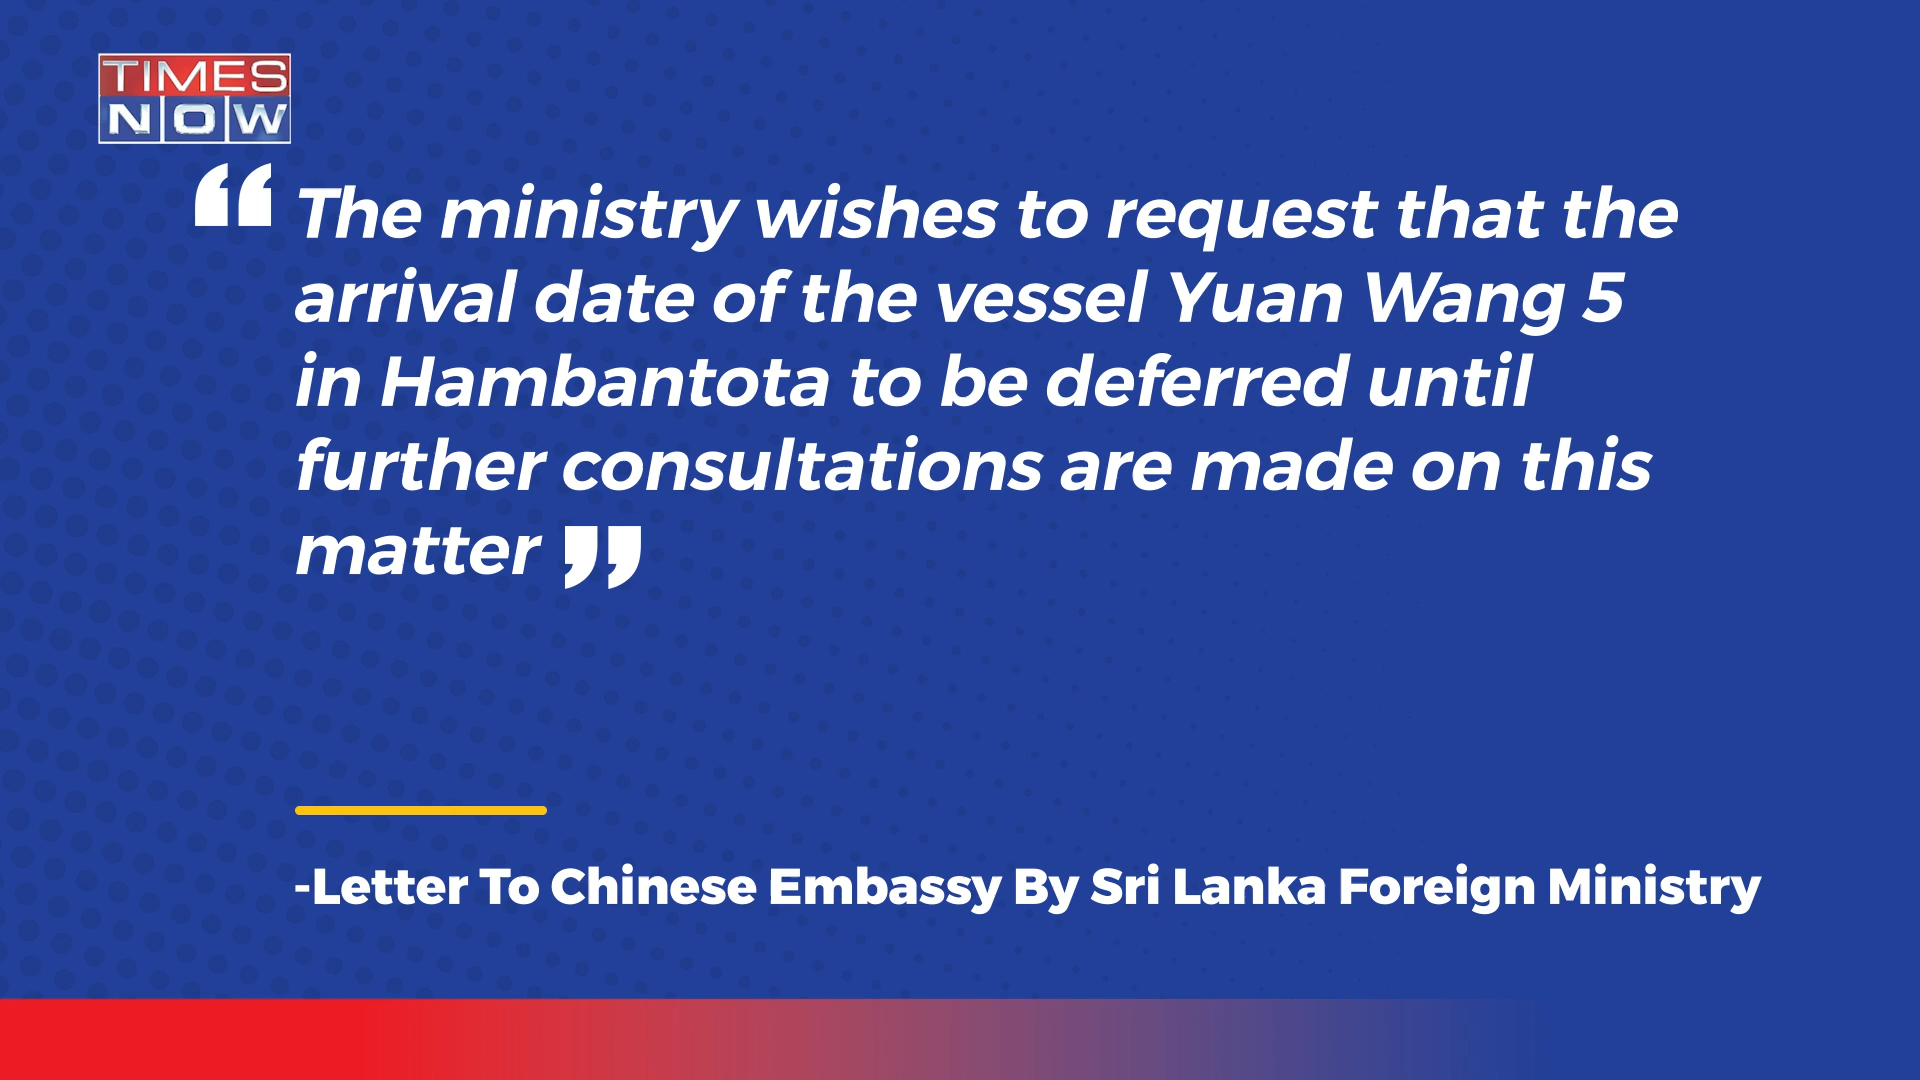 TIMES
NOW
“ The ministry wishes to request that the
arrival date of the vessel Yuan Wang 5
in Hambantota to be deferred until
further consultations are made on this
matter ”
-Letter To Chinese Embassy By Sri Lanka Foreign Ministry